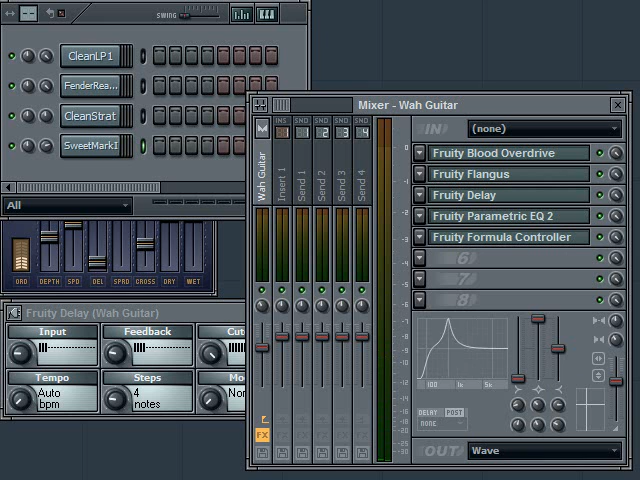 SWING
CleanLP1
FenderRea...
CleanStrat
SweetMarkI
All
ORD DEPTH SPD DEL SPRD CROSS DRY WET
Fruity Delay (Wah Guitar)
Input Feedback Cut
Tempo Steps Mo
Auto
bpm
4
notes
Non
Mixer - Wah Guitar
INS SND SND SND SND
1 1 2 3 4
Wah Guitar
Insert 1
Send 1
Send 2
Send 3
Send 4
FX
IN (none)
Fruity Blood Overdrive
Fruity Flangus
Fruity Delay
Fruity Parametric EQ 2
Fruity Formula Controller
6
7
8
100 1k 5k
DELAY POST
NONE
OUT Wave